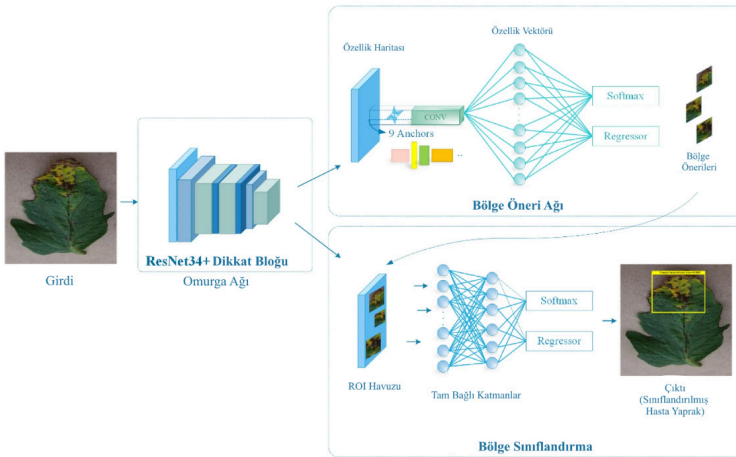 Girdi
ResNet34+ Dikkat Bloğu
Omurga Ağı
Özellik Haritası
Özellik Vektörü
CONV
9 Anchors
..
Softmax
Regressor
Bölge
Önerileri
Bölge Öneri Ağı
ROI Havuzu
Tam Bağlı Katmanlar
Softmax
Regressor
Çıktı
(Sınıflandırılmış
Hasta Yaprak)
Bölge Sınıflandırma